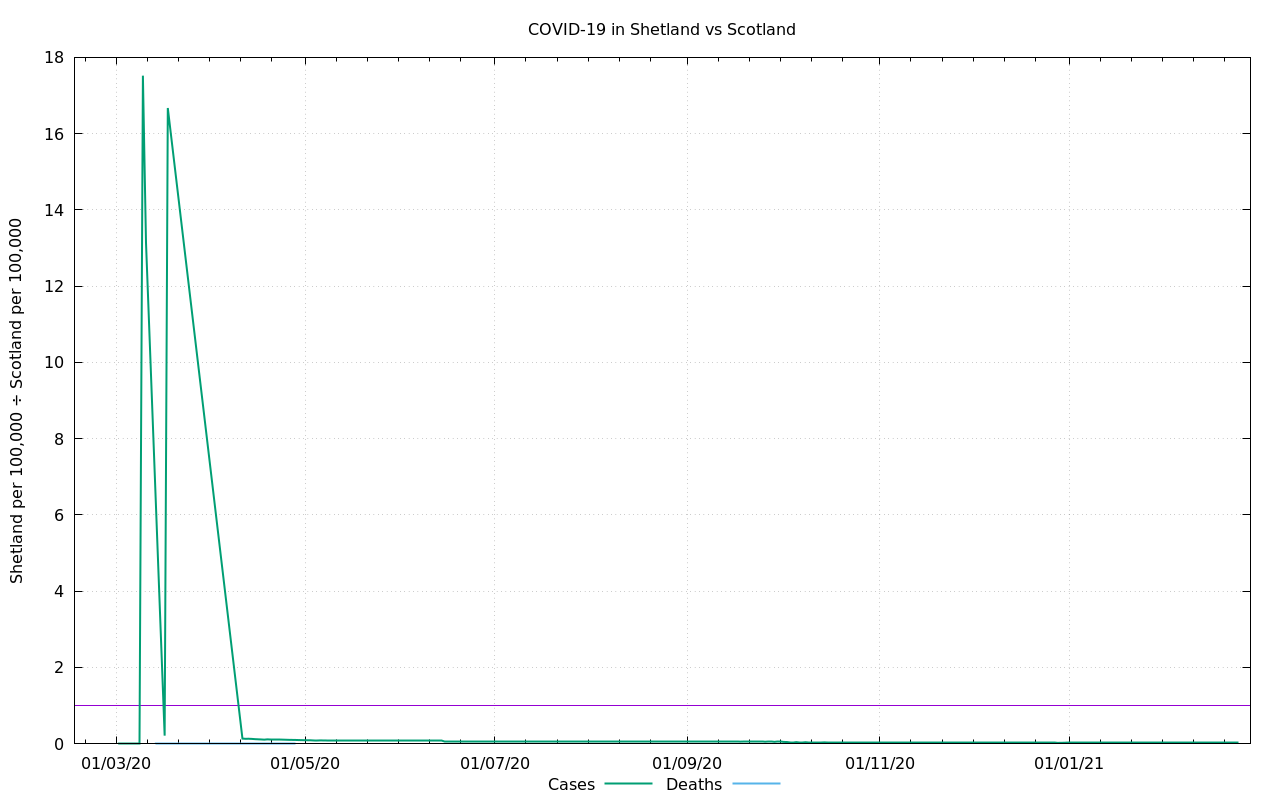 COVID-19 in Shetland vs Scotland
Shetland per 100,000 ÷ Scotland per 100,000
18
16
14
12
10
8
6
4
2
0
01/03/20 01/05/20 01/07/20 01/09/20 01/11/20 01/01/21
Cases Deaths